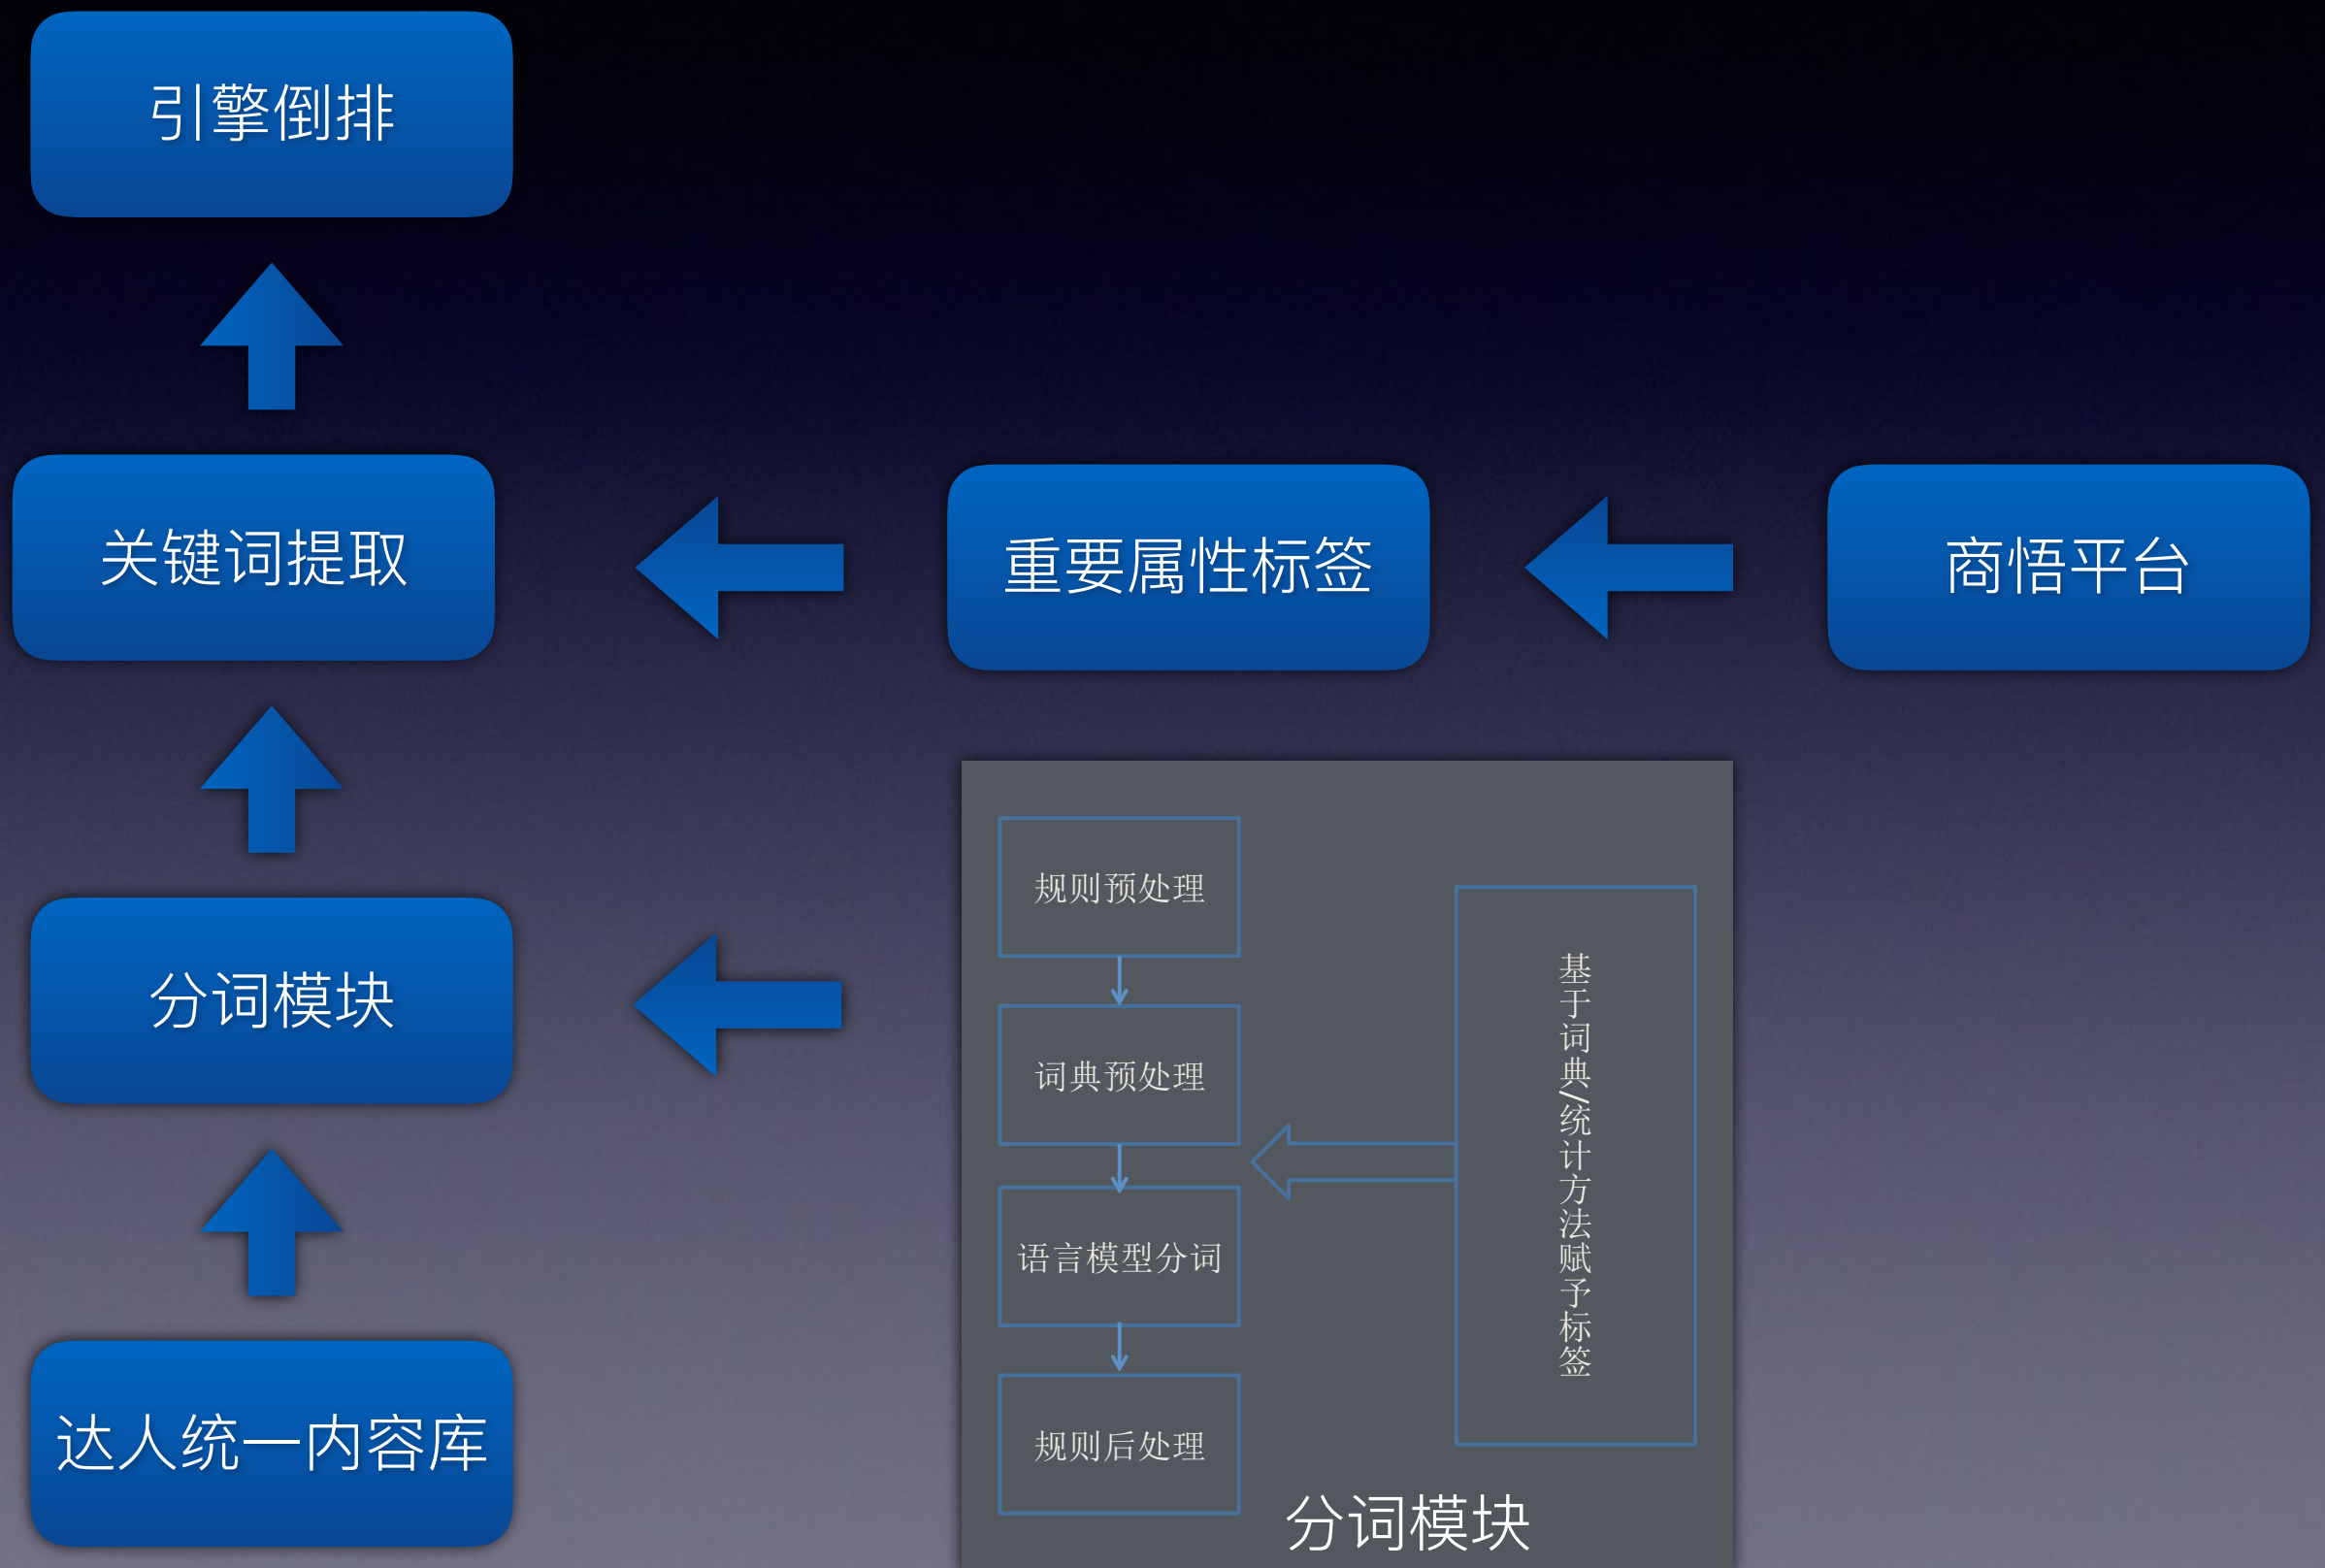 引擎倒排
关键词提取
重要属性标签
商悟平台
分词模块
达人统一内容库
规则预处理
词典预处理
语言模型分词
规则后处理
基于词典/统计方法赋予标签
分词模块